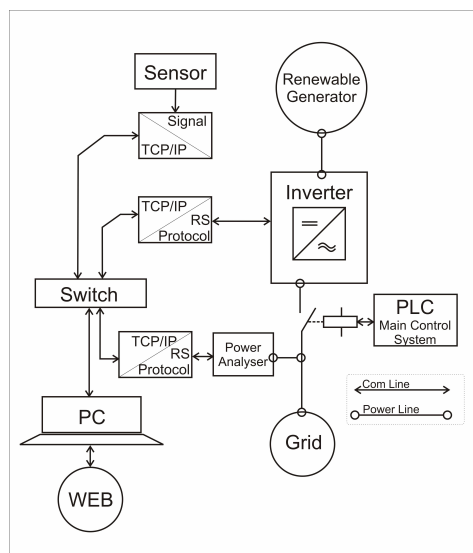 Sensor
Signal
TCP/IP
Renewable
Generator
TCP/IP
RS
Protocol
Inverter
Switch
TCP/IP
RS
Protocol
Power
Analyser
PLC
Main Control
System
Com Line
Power Line
PC
Grid
WEB